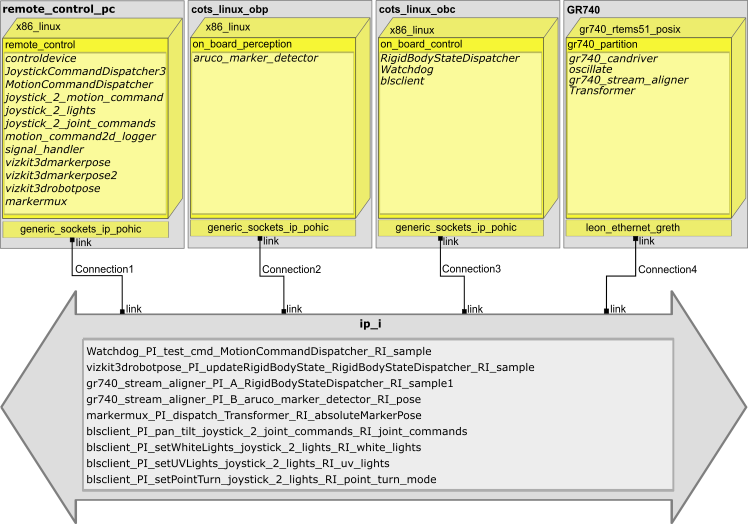 remote_control_pc
x86_linux
remote_control
controldevice
JoystickCommandDispatcher3
MotionCommandDispatcher
joystick_2_motion_command
joystick_2_lights
joystick_2_joint_commands
motion_command2d_logger
signal_handler
vizkit3dmarkerpose
vizkit3dmarkerpose2
vizkit3drobotpose
markermux
generic_sockets_ip_pohic
link
cots_linux_obp
x86_linux
on_board_perception
aruco_marker_detector
generic_sockets_ip_pohic
link
cots_linux_obc
x86_linux
on_board_control
RigidBodyStateDispatcher
Watchdog
blsclient
generic_sockets_ip_pohic
link
GR740
gr740_rtems51_posix
gr740_partition
gr740_candriver
oscillate
gr740_stream_aligner
Transformer
leon_ethernet_greth
link
Connection1
Connection2
Connection3
Connection4
link
link
link
link
ip_i
Watchdog_PI_test_cmd_MotionCommandDispatcher_RI_sample
vizkit3drobotpose_PI_updateRigidBodyState_RigidBodyStateDispatcher_RI_sample
gr740_stream_aligner_PI_A_RigidBodyStateDispatcher_RI_sample1
gr740_stream_aligner_PI_B_aruco_marker_detector_RI_pose
markermux_PI_dispatch_Transformer_RI_absoluteMarkerPose
blsclient_PI_pan_tilt_joystick_2_joint_commands_RI_joint_commands
blsclient_PI_setWhiteLights_joystick_2_lights_RI_white_lights
blsclient_PI_setUVLights_joystick_2_lights_RI_uv_lights
blsclient_PI_setPointTurn_joystick_2_lights_RI_point_turn_mode